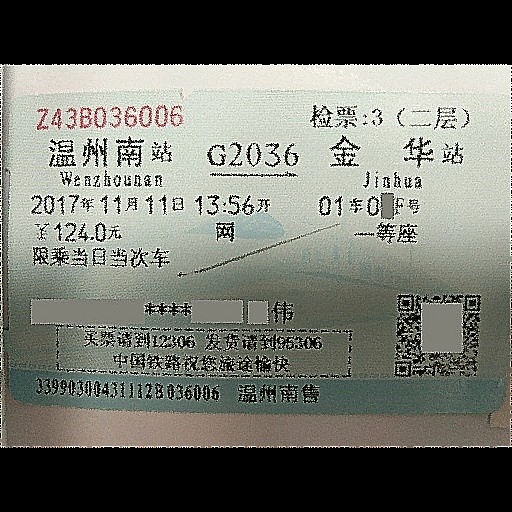 Z43B036006 检票:3（二层）
温州南站 G2036 金华站
Wenzhounan Jinhua
2017年11月11日13:56开 01车0F号
￥124.0元 网 一等座
限乘当日当次车
**** 伟
买票请到12306 发货请到95306
中国铁路祝您旅途愉快
33990300431112B036006 温州南售